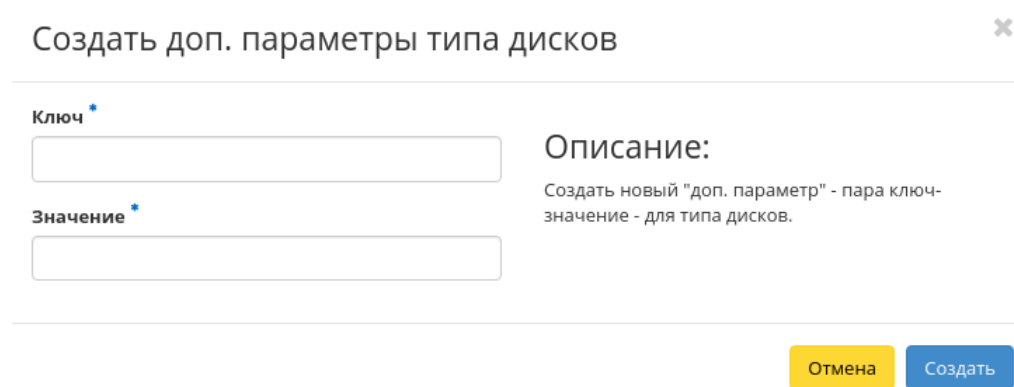 Создать доп. параметры типа дисков
×
Ключ *
Значение *
Описание:
Создать новый "доп. параметр" - пара ключ-
значение - для типа дисков.
Отмена
Создать